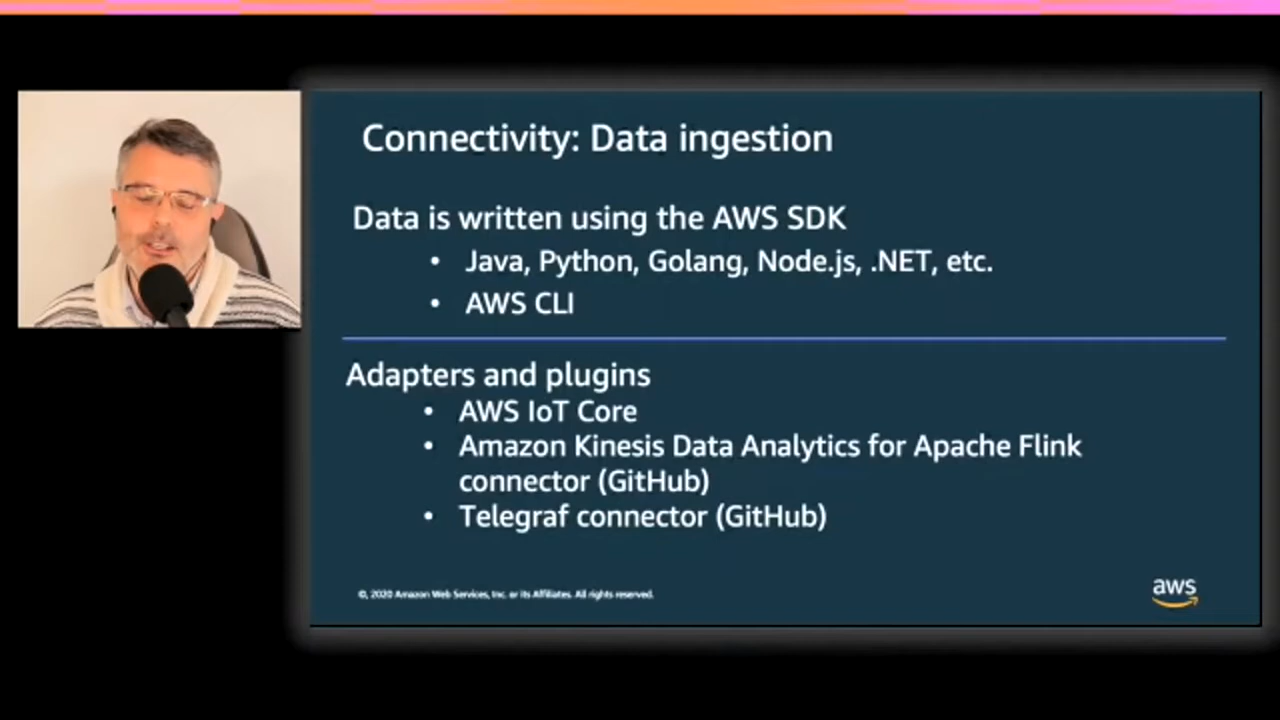 Connectivity: Data ingestion
Data is written using the AWS SDK
• Java, Python, Golang, Node.js, .NET, etc.
• AWS CLI
Adapters and plugins
• AWS IoT Core
• Amazon Kinesis Data Analytics for Apache Flink
connector (GitHub)
• Telegraf connector (GitHub)
© 2020 Amazon Web Services, Inc. or its Affiliates. All rights reserved.
aws